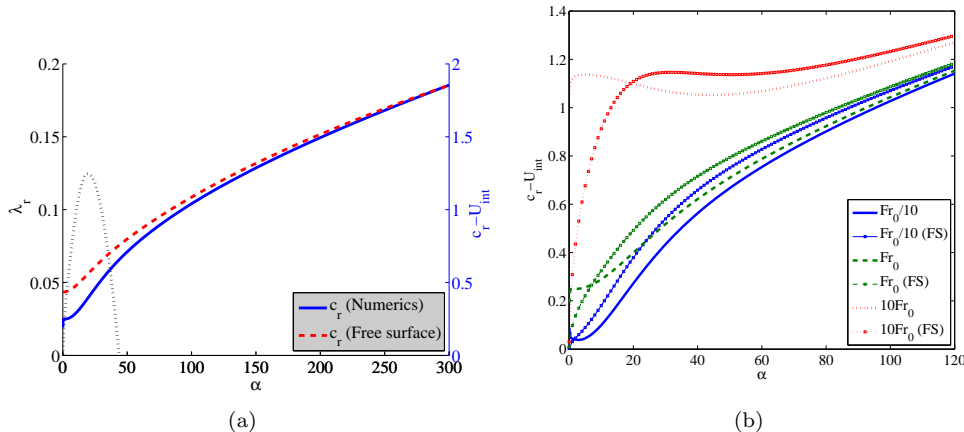 0.2
0.15
0.1
0.05
0
λr
0
50
100
150
200
250
300
α
2
1.5
1
0.5
0
cr−Uint
cr (Numerics)
cr (Free surface)
(a)
1.4
1.2
1.0
0.8
0.6
0.4
0.2
0
cr−Uint
0
20
40
60
80
100
120
α
Fr0/10
Fr0/10 (FS)
Fr0
Fr0 (FS)
10Fr0
10Fr0 (FS)
(b)